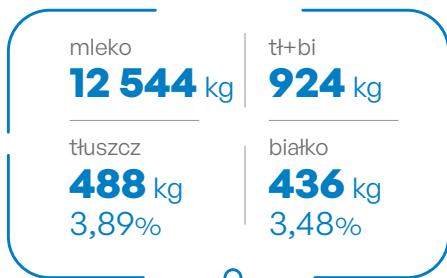 mleko
12 544 kg
tł+bi
924 kg
tłuszcz
488 kg
3,89%
białko
436 kg
3,48%